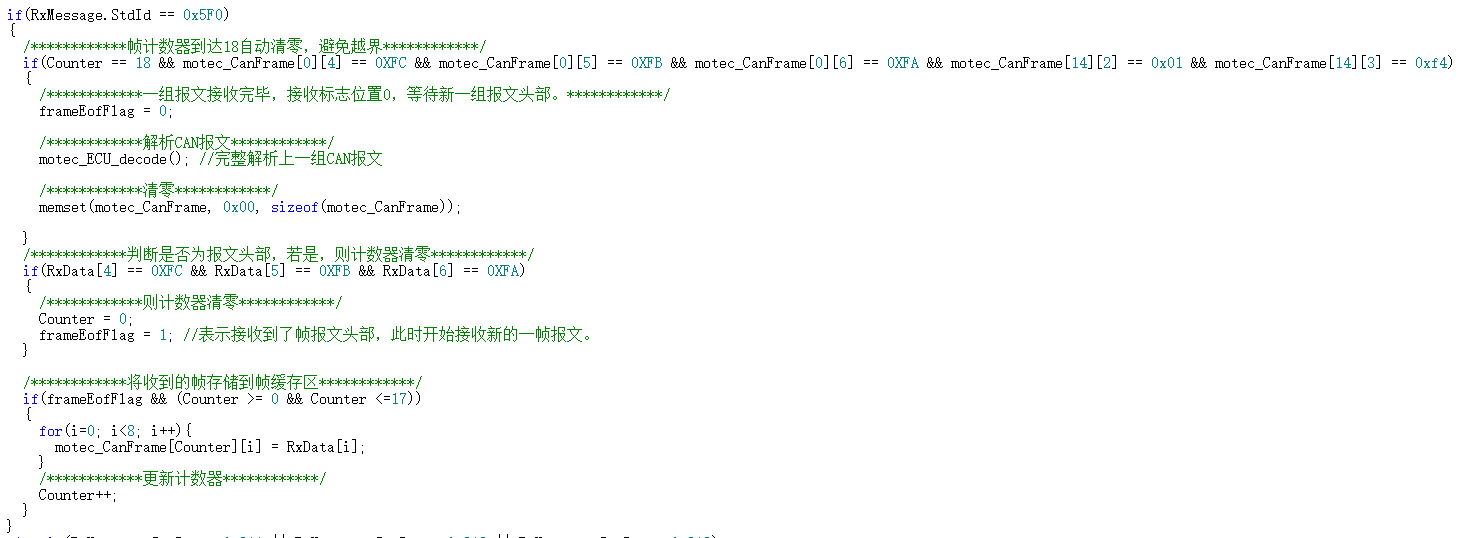 if(RxMessage.StdId == 0x5F0)
{
/************帧计数器到达18自动清零，避免越界************/
if(Counter == 18 && motec_CanFrame[0][4] == 0XFC && motec_CanFrame[0][5] == 0XFB && motec_CanFrame[0][6] == 0XFA && motec_CanFrame[14][2] == 0x01 && motec_CanFrame[14][3] == 0xf4)
{
/************一组报文接收完毕，接收标志位置0，等待新一组报文头部。************/
frameEofFlag = 0;
/************解析CAN报文************/
motec_ECU_decode(); //完整解析上一组CAN报文
/************清零************/
memset(motec_CanFrame, 0x00, sizeof(motec_CanFrame));
}
/************判断是否为报文头部，若是，则计数器清零************/
if(RxData[4] == 0XFC && RxData[5] == 0XFB && RxData[6] == 0XFA)
{
/************则计数器清零************/
Counter = 0;
frameEofFlag = 1; //表示接收到了帧报文头部，此时开始接收新的一帧报文。
}
/************将收到的帧存储到帧缓存区************/
if(frameEofFlag && (Counter >= 0 && Counter <=17))
{
for(i=0; i<8; i++){
motec_CanFrame[Counter][i] = RxData[i];
}
/************更新计数器************/
Counter++;
}
}